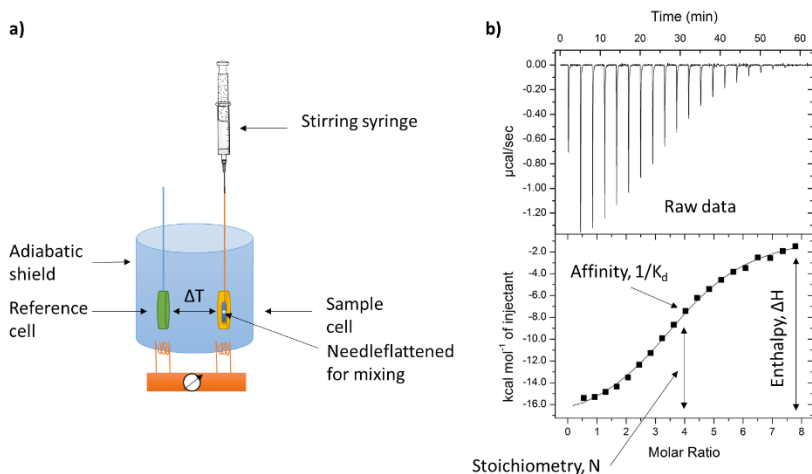 a)
Stirring syringe
Adiabatic
shield
Reference
cell
ΔT
Sample
cell
Needleflattened
for mixing
b)
Time (min)
0 10 20 30 40 50 60
0.00
-0.20
-0.40
-0.60
-0.80
-1.00
-1.20
µcal/sec
Raw data
-2.0
-4.0
-6.0
-8.0
-10.0
-12.0
-14.0
-16.0
kcal mol⁻¹ of injectant
Affinity, 1/Kd
Enthalpy, ΔH
0 1 2 3 4 5 6 7 8
Molar Ratio
Stoichiometry, N